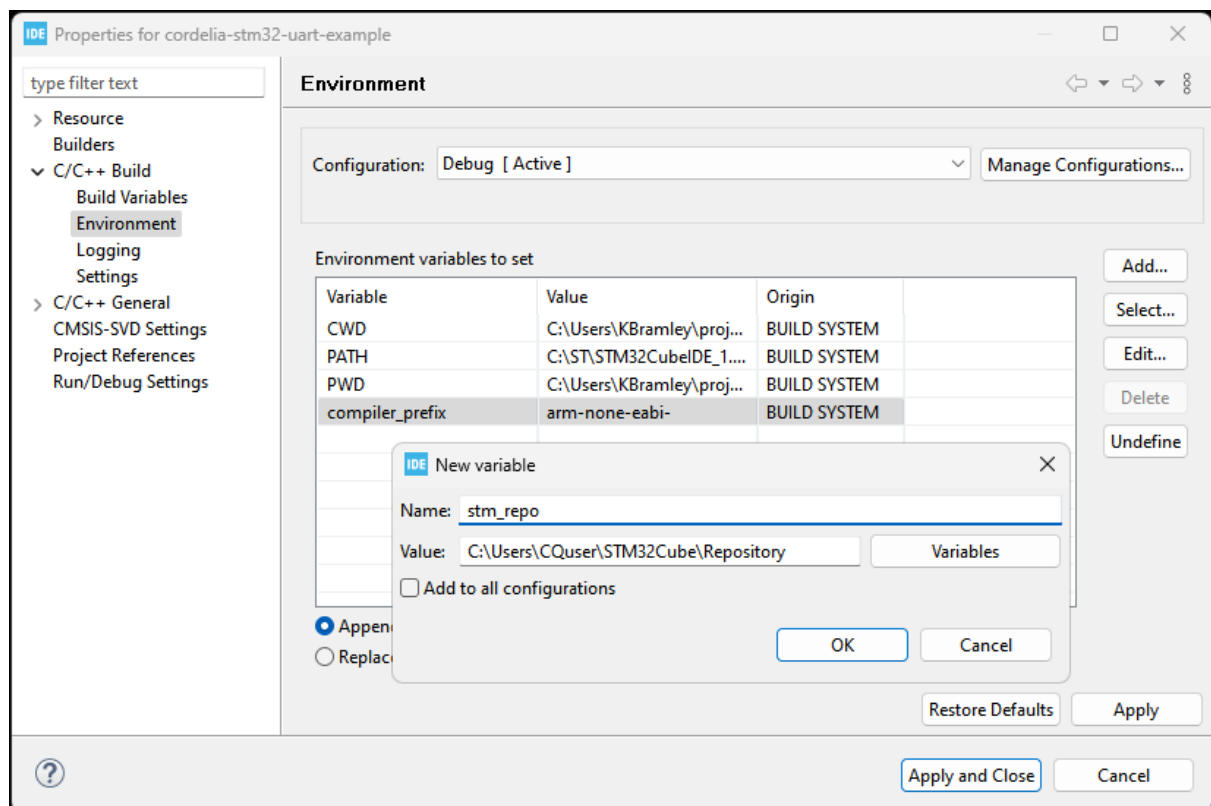 IDE Properties for cordelia-stm32-uart-example
type filter text
Environment
Resource
Builders
C/C++ Build
Build Variables
Environment
Logging
Settings
C/C++ General
CMSIS-SVD Settings
Project References
Run/Debug Settings
Configuration: Debug [ Active ] Manage Configurations...
Environment variables to set
Variable Value Origin
CWD C:\Users\KBramley\proj... BUILD SYSTEM
PATH C:\ST\STM32CubeIDE_1.... BUILD SYSTEM
PWD C:\Users\KBramley\proj... BUILD SYSTEM
compiler_prefix arm-none-eabi- BUILD SYSTEM
Add...
Select...
Edit...
Delete
Undefine
IDE New variable
Name: stm_repo
Value: C:\Users\CQuser\STM32Cube\Repository Variables
Add to all configurations
OK Cancel
Appen
Replac
Restore Defaults Apply
? Apply and Close Cancel